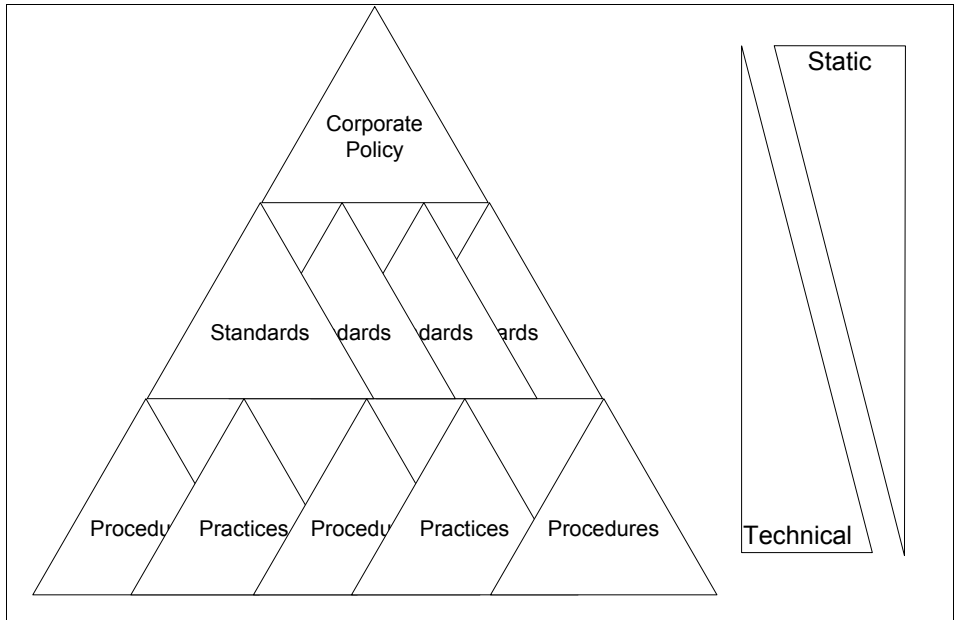 Static
Corporate
Policy
Standards
dards
dards
ards
Procedu
Practices
Procedu
Practices
Procedures
Technical